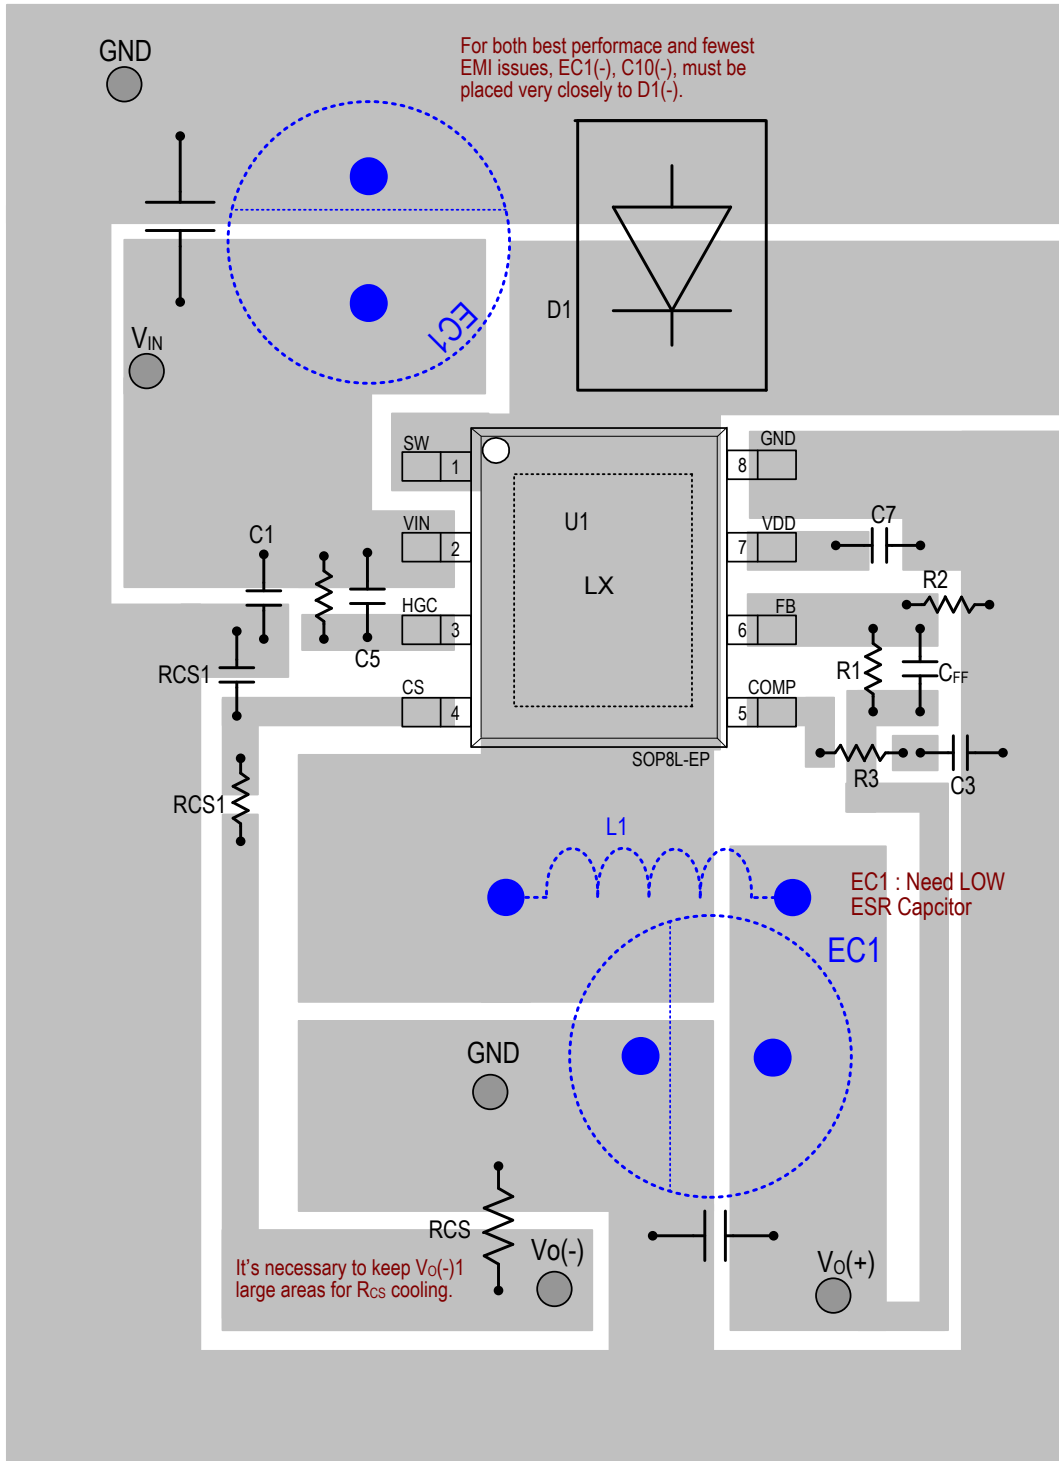 GND
For both best performace and fewest
EMI issues, EC1(-), C10(-), must be
placed very closely to D1(-).
D1
EC1
VIN
SW
1
GND
8
U1
LX
VIN
2
VDD
7
C7
C1
R2
HGC
3
FB
6
C5
RCS1
R1
CFF
CS
4
COMP
5
SOP8L-EP
R3
C3
RCS1
L1
EC1 : Need LOW
ESR Capcitor
EC1
GND
RCS
Vo(-)
VO(+)
It's necessary to keep VO(-)1
large areas for RCS cooling.